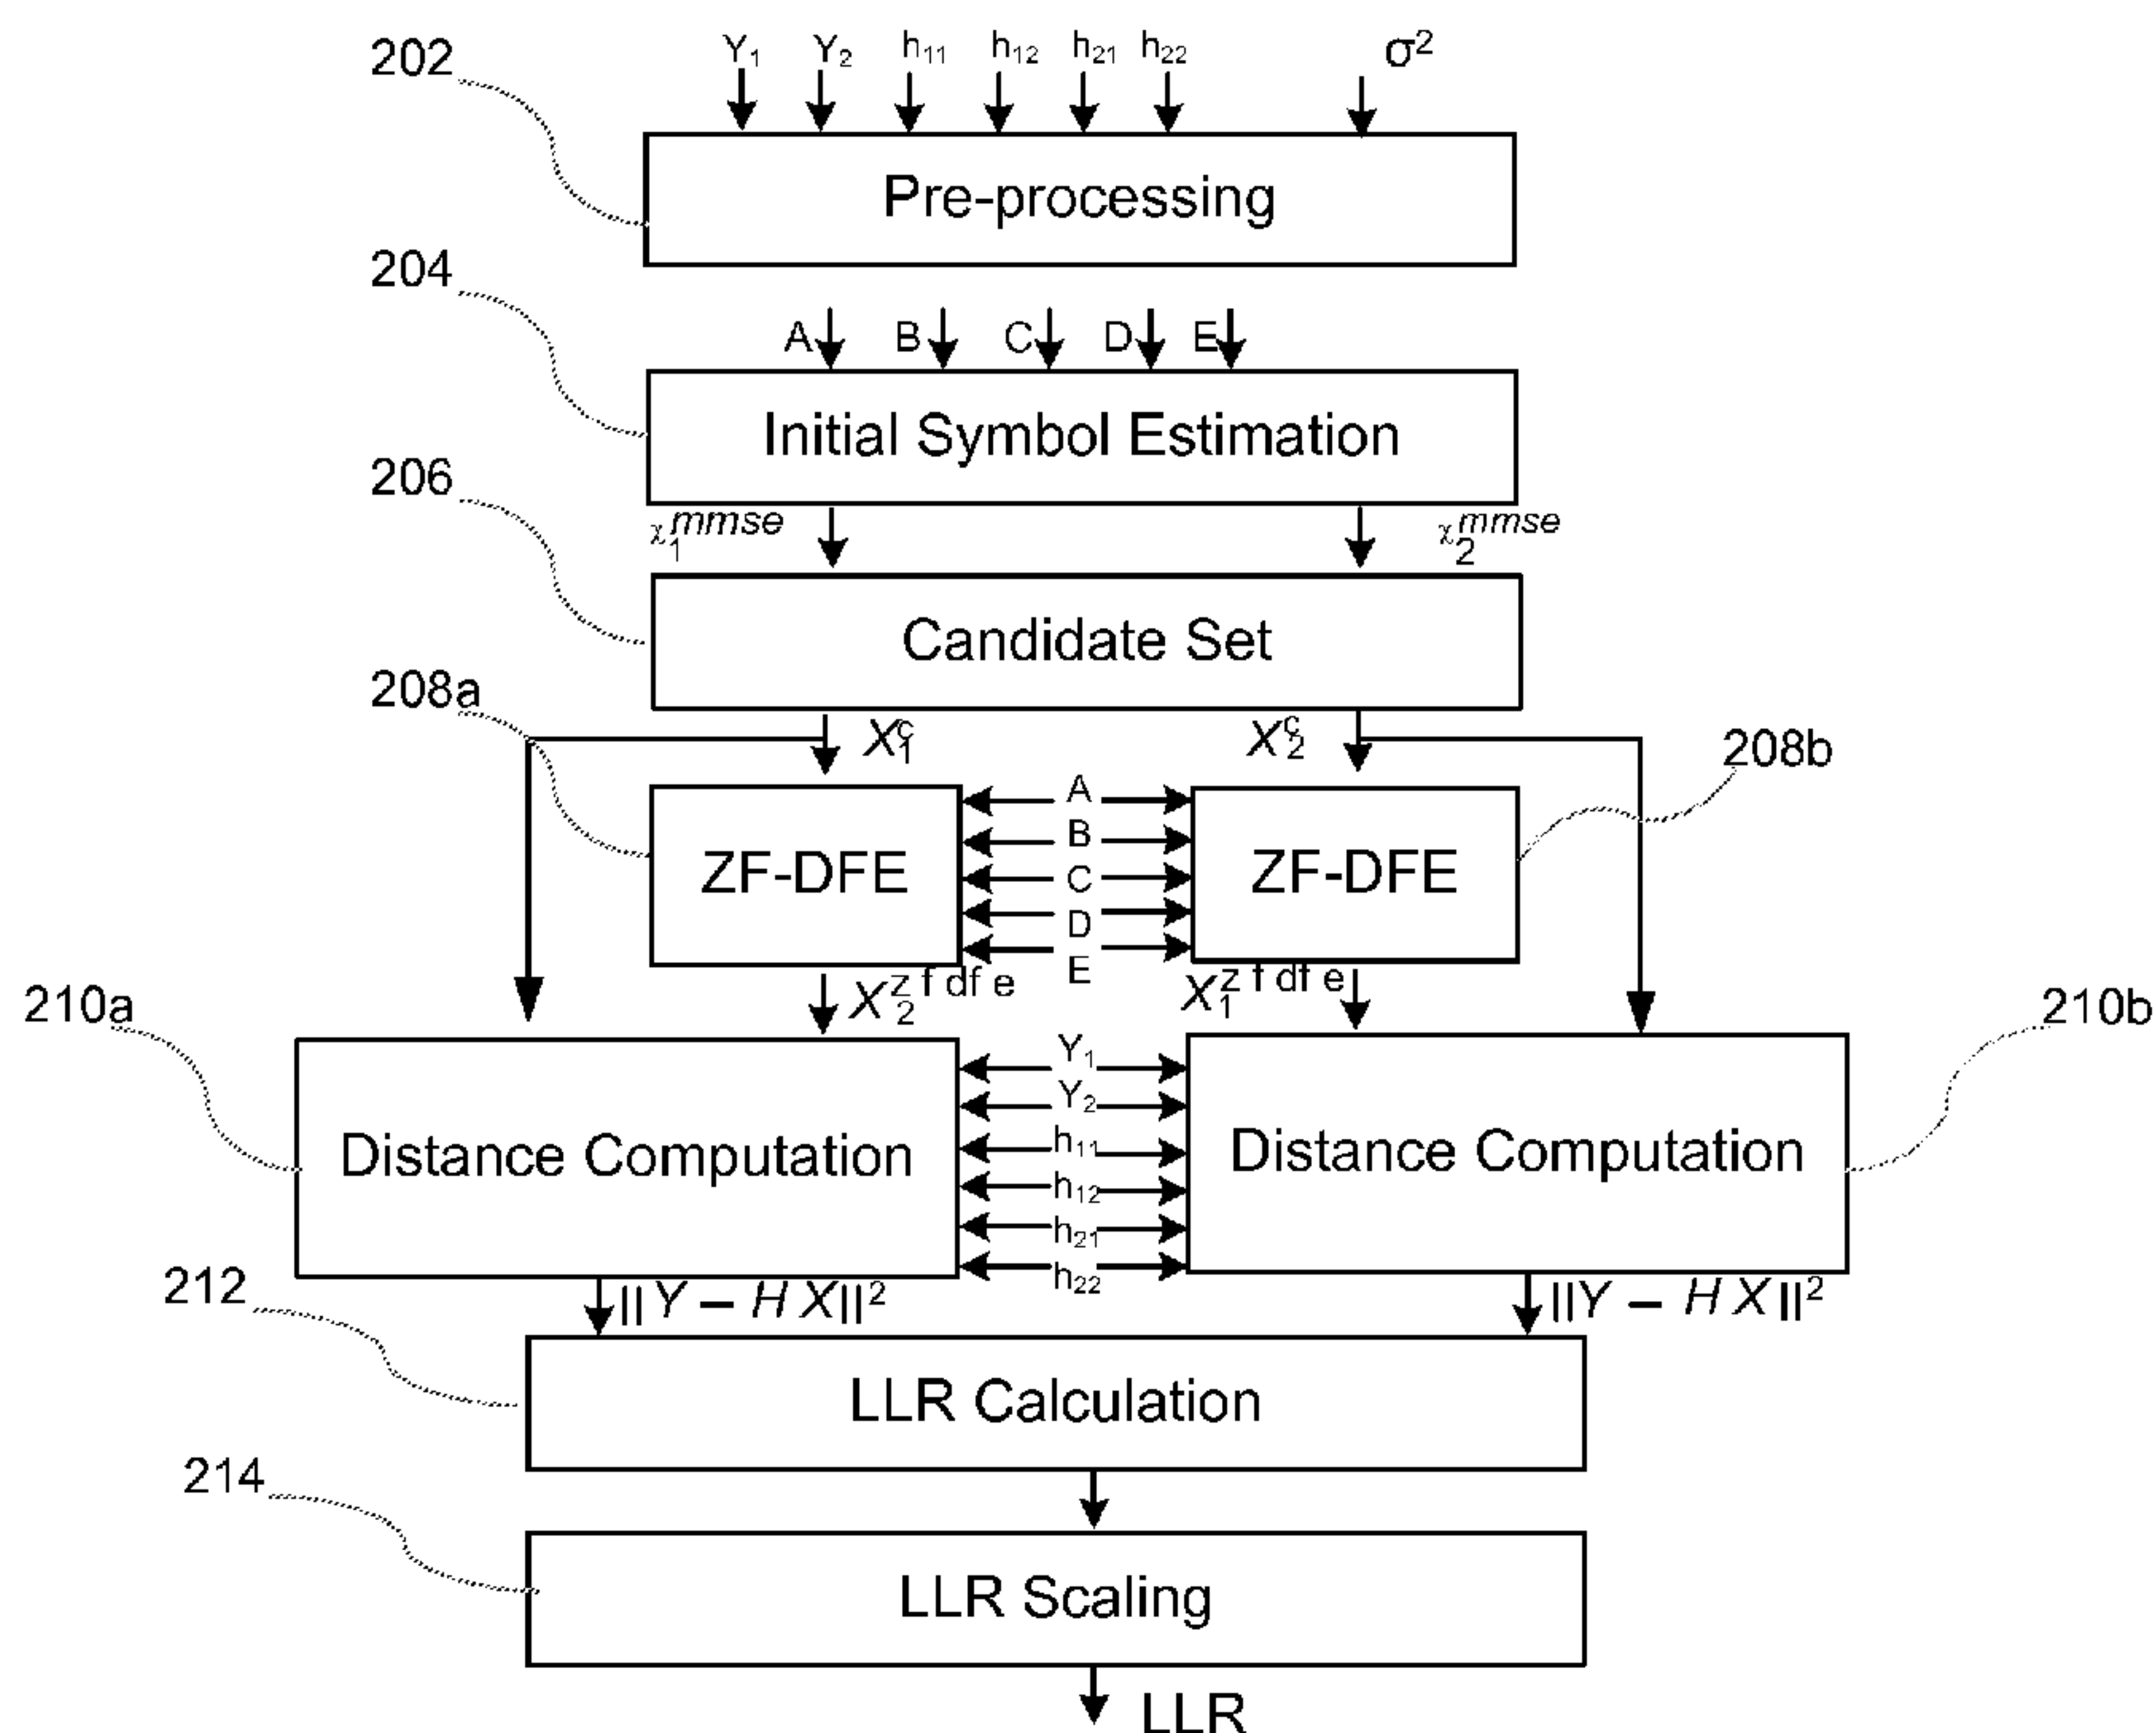 202
Y₁ Y₂ h₁₁ h₁₂ h₂₁ h₂₂ σ²
Pre-processing
204
A B C D E
Initial Symbol Estimation
206
χ₁ᵐᵐˢᵉ χ₂ᵐᵐˢᵉ
Candidate Set
208a
X₁ᶜ X₂ᶜ
208b
ZF-DFE
A
B
C
D
E
ZF-DFE
X₂ᶻᶠᵈᶠᵉ X₁ᶻᶠᵈᶠᵉ
210a
210b
Distance Computation
Y₁
Y₂
h₁₁
h₁₂
h₂₁
h₂₂
Distance Computation
212
||Y – HX||² ||Y – HX||²
LLR Calculation
214
LLR Scaling
LLR